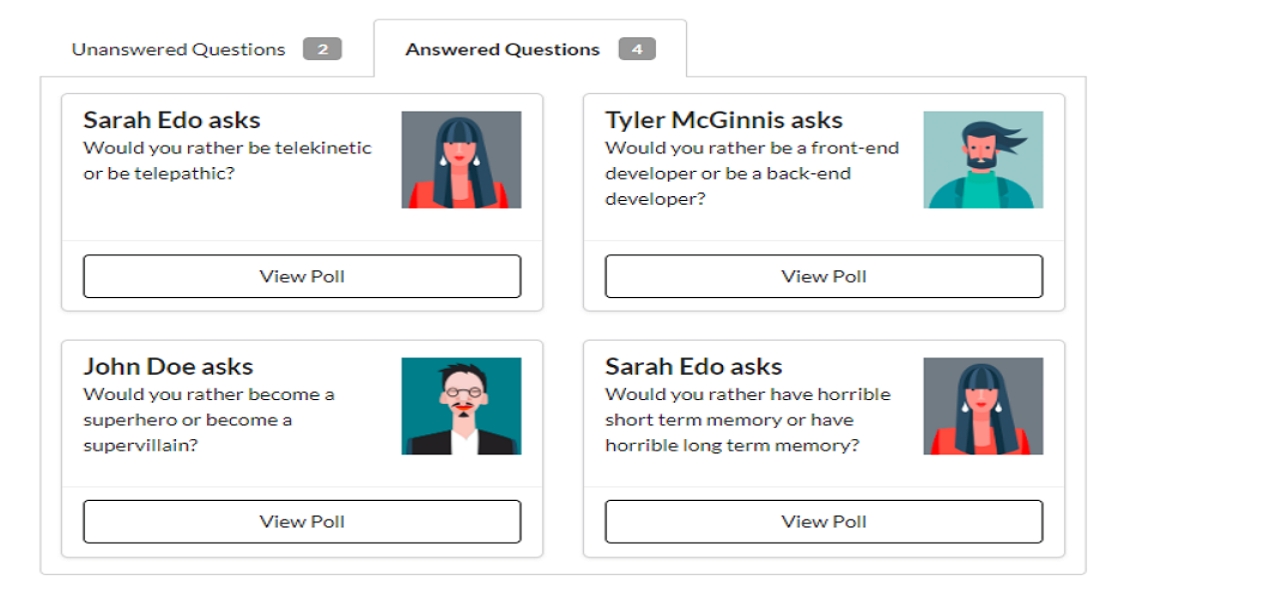 Unanswered Questions 2
Answered Questions 4
Sarah Edo asks
Would you rather be telekinetic
or be telepathic?
View Poll
Tyler McGinnis asks
Would you rather be a front-end
developer or be a back-end
developer?
View Poll
John Doe asks
Would you rather become a
superhero or become a
supervillain?
View Poll
Sarah Edo asks
Would you rather have horrible
short term memory or have
horrible long term memory?
View Poll